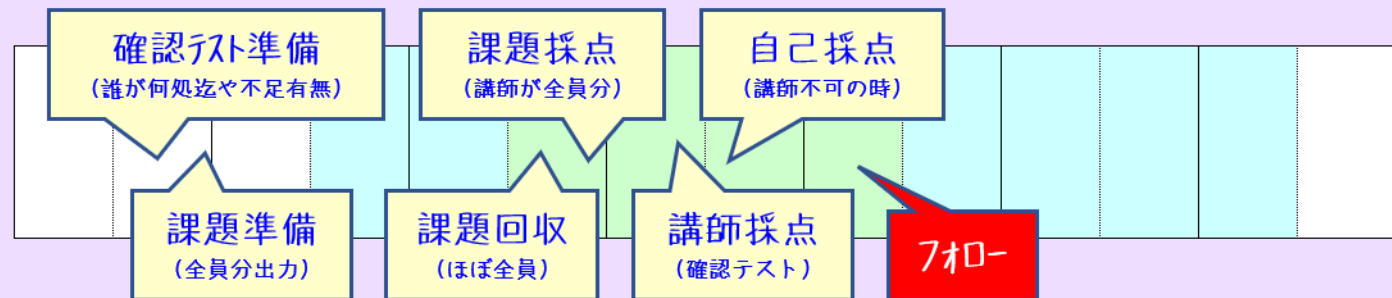 確認テスト準備
(誰が何処迄や不足有無)
課題採点
(講師が全員分)
自己採点
(講師不可の時)
課題準備
(全員分出力)
課題回収
(ほぼ全員)
講師採点
(確認テスト)
フォロー